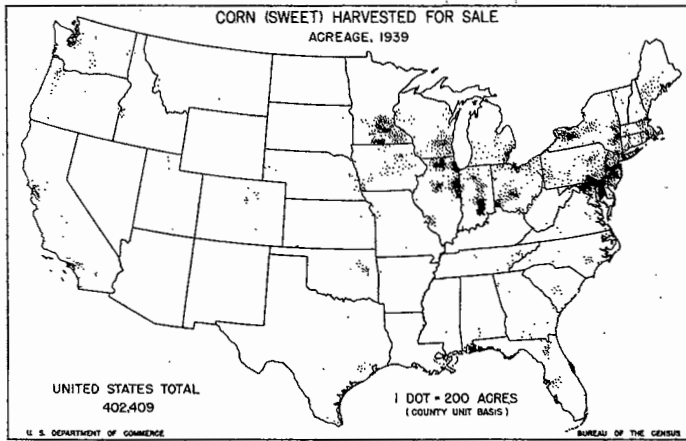 CORN (SWEET) HARVESTED FOR SALE
ACREAGE, 1939
UNITED STATES TOTAL
402,409
1 DOT = 200 ACRES
(COUNTY UNIT BASIS)
U. S. DEPARTMENT OF COMMERCE
BUREAU OF THE CENSUS